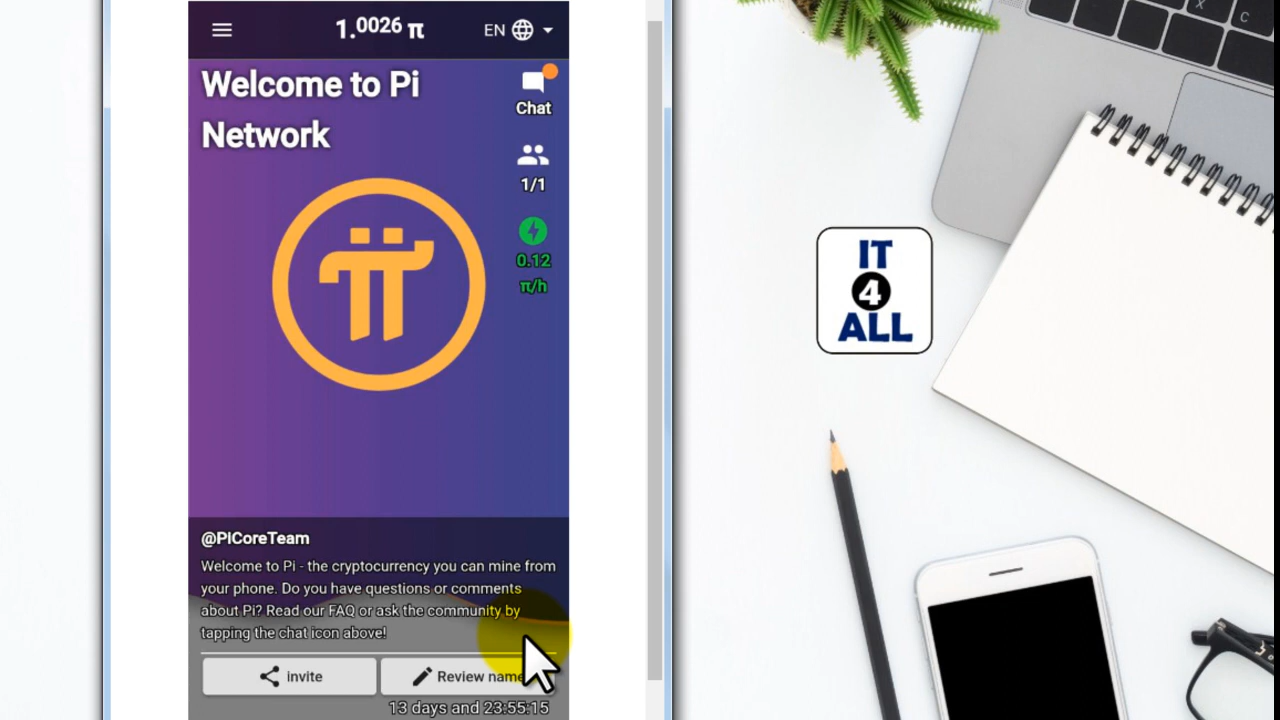 1.0026 π
EN
Welcome to Pi
Network
Chat
1/1
0.12
π/h
@PiCoreTeam
Welcome to Pi - the cryptocurrency you can mine from
your phone. Do you have questions or comments
about Pi? Read our FAQ or ask the community by
tapping the chat icon above!
invite
Review name
13 days and 23:55:15
IT
4
ALL
X
C